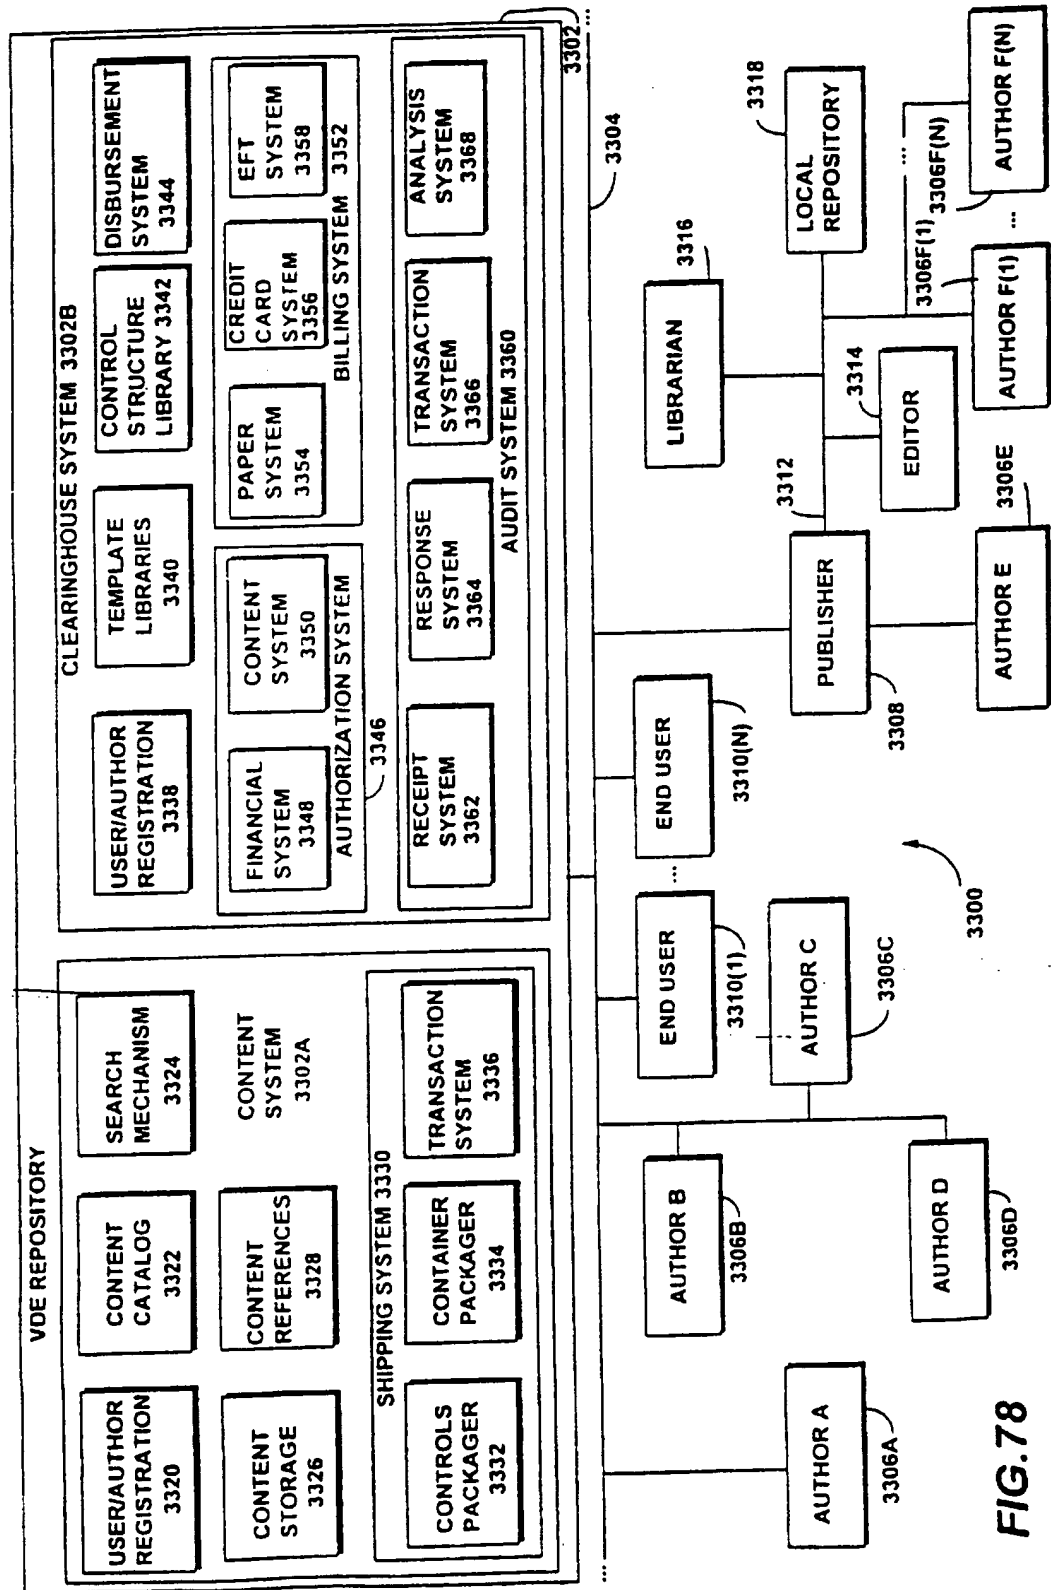 VDE REPOSITORY
USER/AUTHOR
REGISTRATION
3320
CONTENT
CATALOG
3322
SEARCH
MECHANISM
3324
CONTENT
STORAGE
3326
CONTENT
REFERENCES
3328
CONTENT
SYSTEM
3302A
SHIPPING SYSTEM 3330
CONTROLS
PACKAGER
3332
CONTAINER
PACKAGER
3334
TRANSACTION
SYSTEM
3336
CLEARINGHOUSE SYSTEM 3302B
USER/AUTHOR
REGISTRATION
3338
TEMPLATE
LIBRARIES
3340
CONTROL
STRUCTURE
LIBRARY 3342
DISBURSEMENT
SYSTEM
3344
FINANCIAL
SYSTEM
3348
CONTENT
SYSTEM
3350
AUTHORIZATION SYSTEM
3346
PAPER
SYSTEM
3354
CREDIT
CARD
SYSTEM
3356
EFT
SYSTEM
3358
BILLING SYSTEM 3352
RECEIPT
SYSTEM
3362
RESPONSE
SYSTEM
3364
TRANSACTION
SYSTEM
3366
ANALYSIS
SYSTEM
3368
AUDIT SYSTEM 3360
3302
...
...
3304
AUTHOR A
3306A
AUTHOR B
3306B
AUTHOR C
3306C
AUTHOR D
3306D
END USER
3310(1)
...
END USER
3310(N)
PUBLISHER
3308
3312
LIBRARIAN
3316
LOCAL
REPOSITORY
3318
EDITOR
3314
AUTHOR E
3306E
AUTHOR F(1)
3306F(1)
...
...
AUTHOR F(N)
3306F(N)
3300
FIG.78